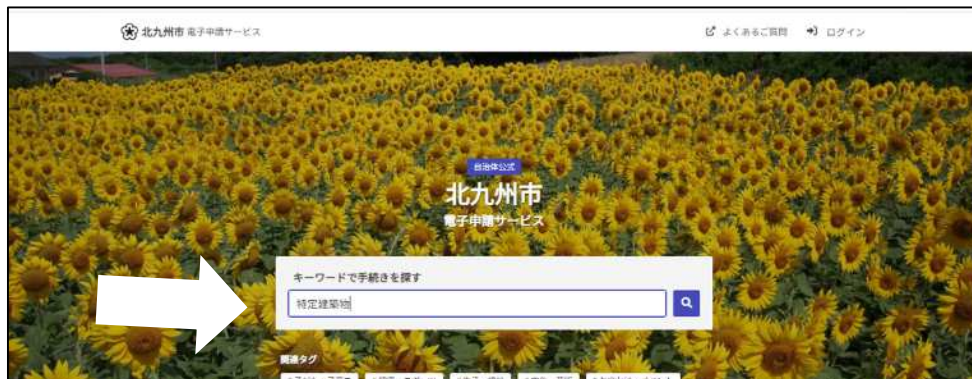 北九州市 電子申請サービス
よくあるご質問 ログイン
自治体公式
北九州市
電子申請サービス
キーワードで手続きを探す
特定建築物
関連タグ